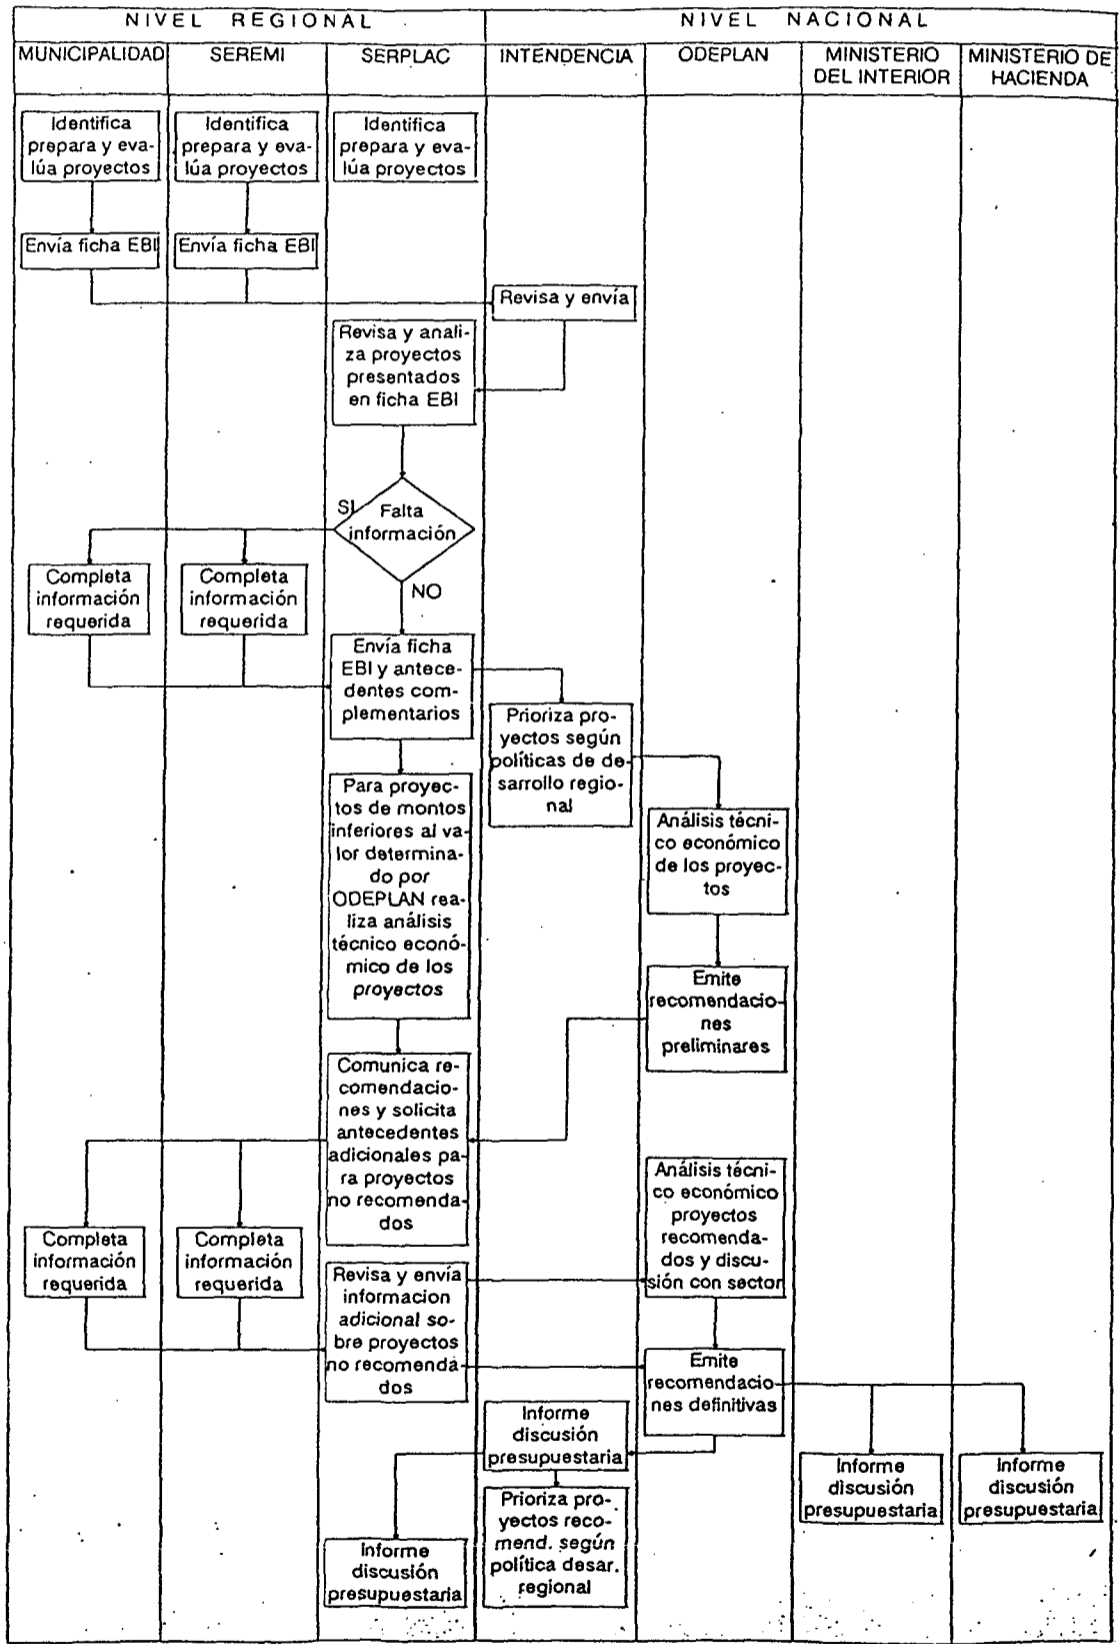 NIVEL REGIONAL
NIVEL NACIONAL
MUNICIPALIDAD
SEREMI
SERPLAC
INTENDENCIA
ODEPLAN
MINISTERIO
DEL INTERIOR
MINISTERIO DE
HACIENDA
Identifica
prepara y eva-
lúa proyectos
Identifica
prepara y eva-
lúa proyectos
Identifica
prepara y eva-
lúa proyectos
Envía ficha EBI
Envía ficha EBI
Revisa y envía
Revisa y anali-
za proyectos
presentados
en ficha EBI
SI
Falta
información
NO
Completa
información
requerida
Completa
información
requerida
Envía ficha
EBI y antece-
dentes com-
plementarios
Prioriza pro-
yectos según
políticas de de-
sarrollo regio-
nal
Para proyec-
tos de montos
inferiores al va-
lor determina-
do por
ODEPLAN rea-
liza análisis
técnico econó-
mico de los
proyectos
Análisis técni-
co económico
de los proyec-
tos
Emite
recomendacio-
nes
preliminares
Comunica re-
comendacio-
nes y solicita
antecedentes
adicionales pa-
ra proyectos
no recomenda-
dos
Análisis técni-
co económico
proyectos
recomenda-
dos y discu-
sión con sector
Completa
información
requerida
Completa
información
requerida
Revisa y envía
informacion
adicional so-
bre proyectos
no recomendá-
dos
Emite
recomendacio-
nes definitivas
Informe
discusión
presupuestaria
Informe
discusión
presupuestaria
Informe
discusión
presupuestaria
Prioriza pro-
yectos reco-
mend. según
política desar.
regional
Informe
discusión
presupuestaria